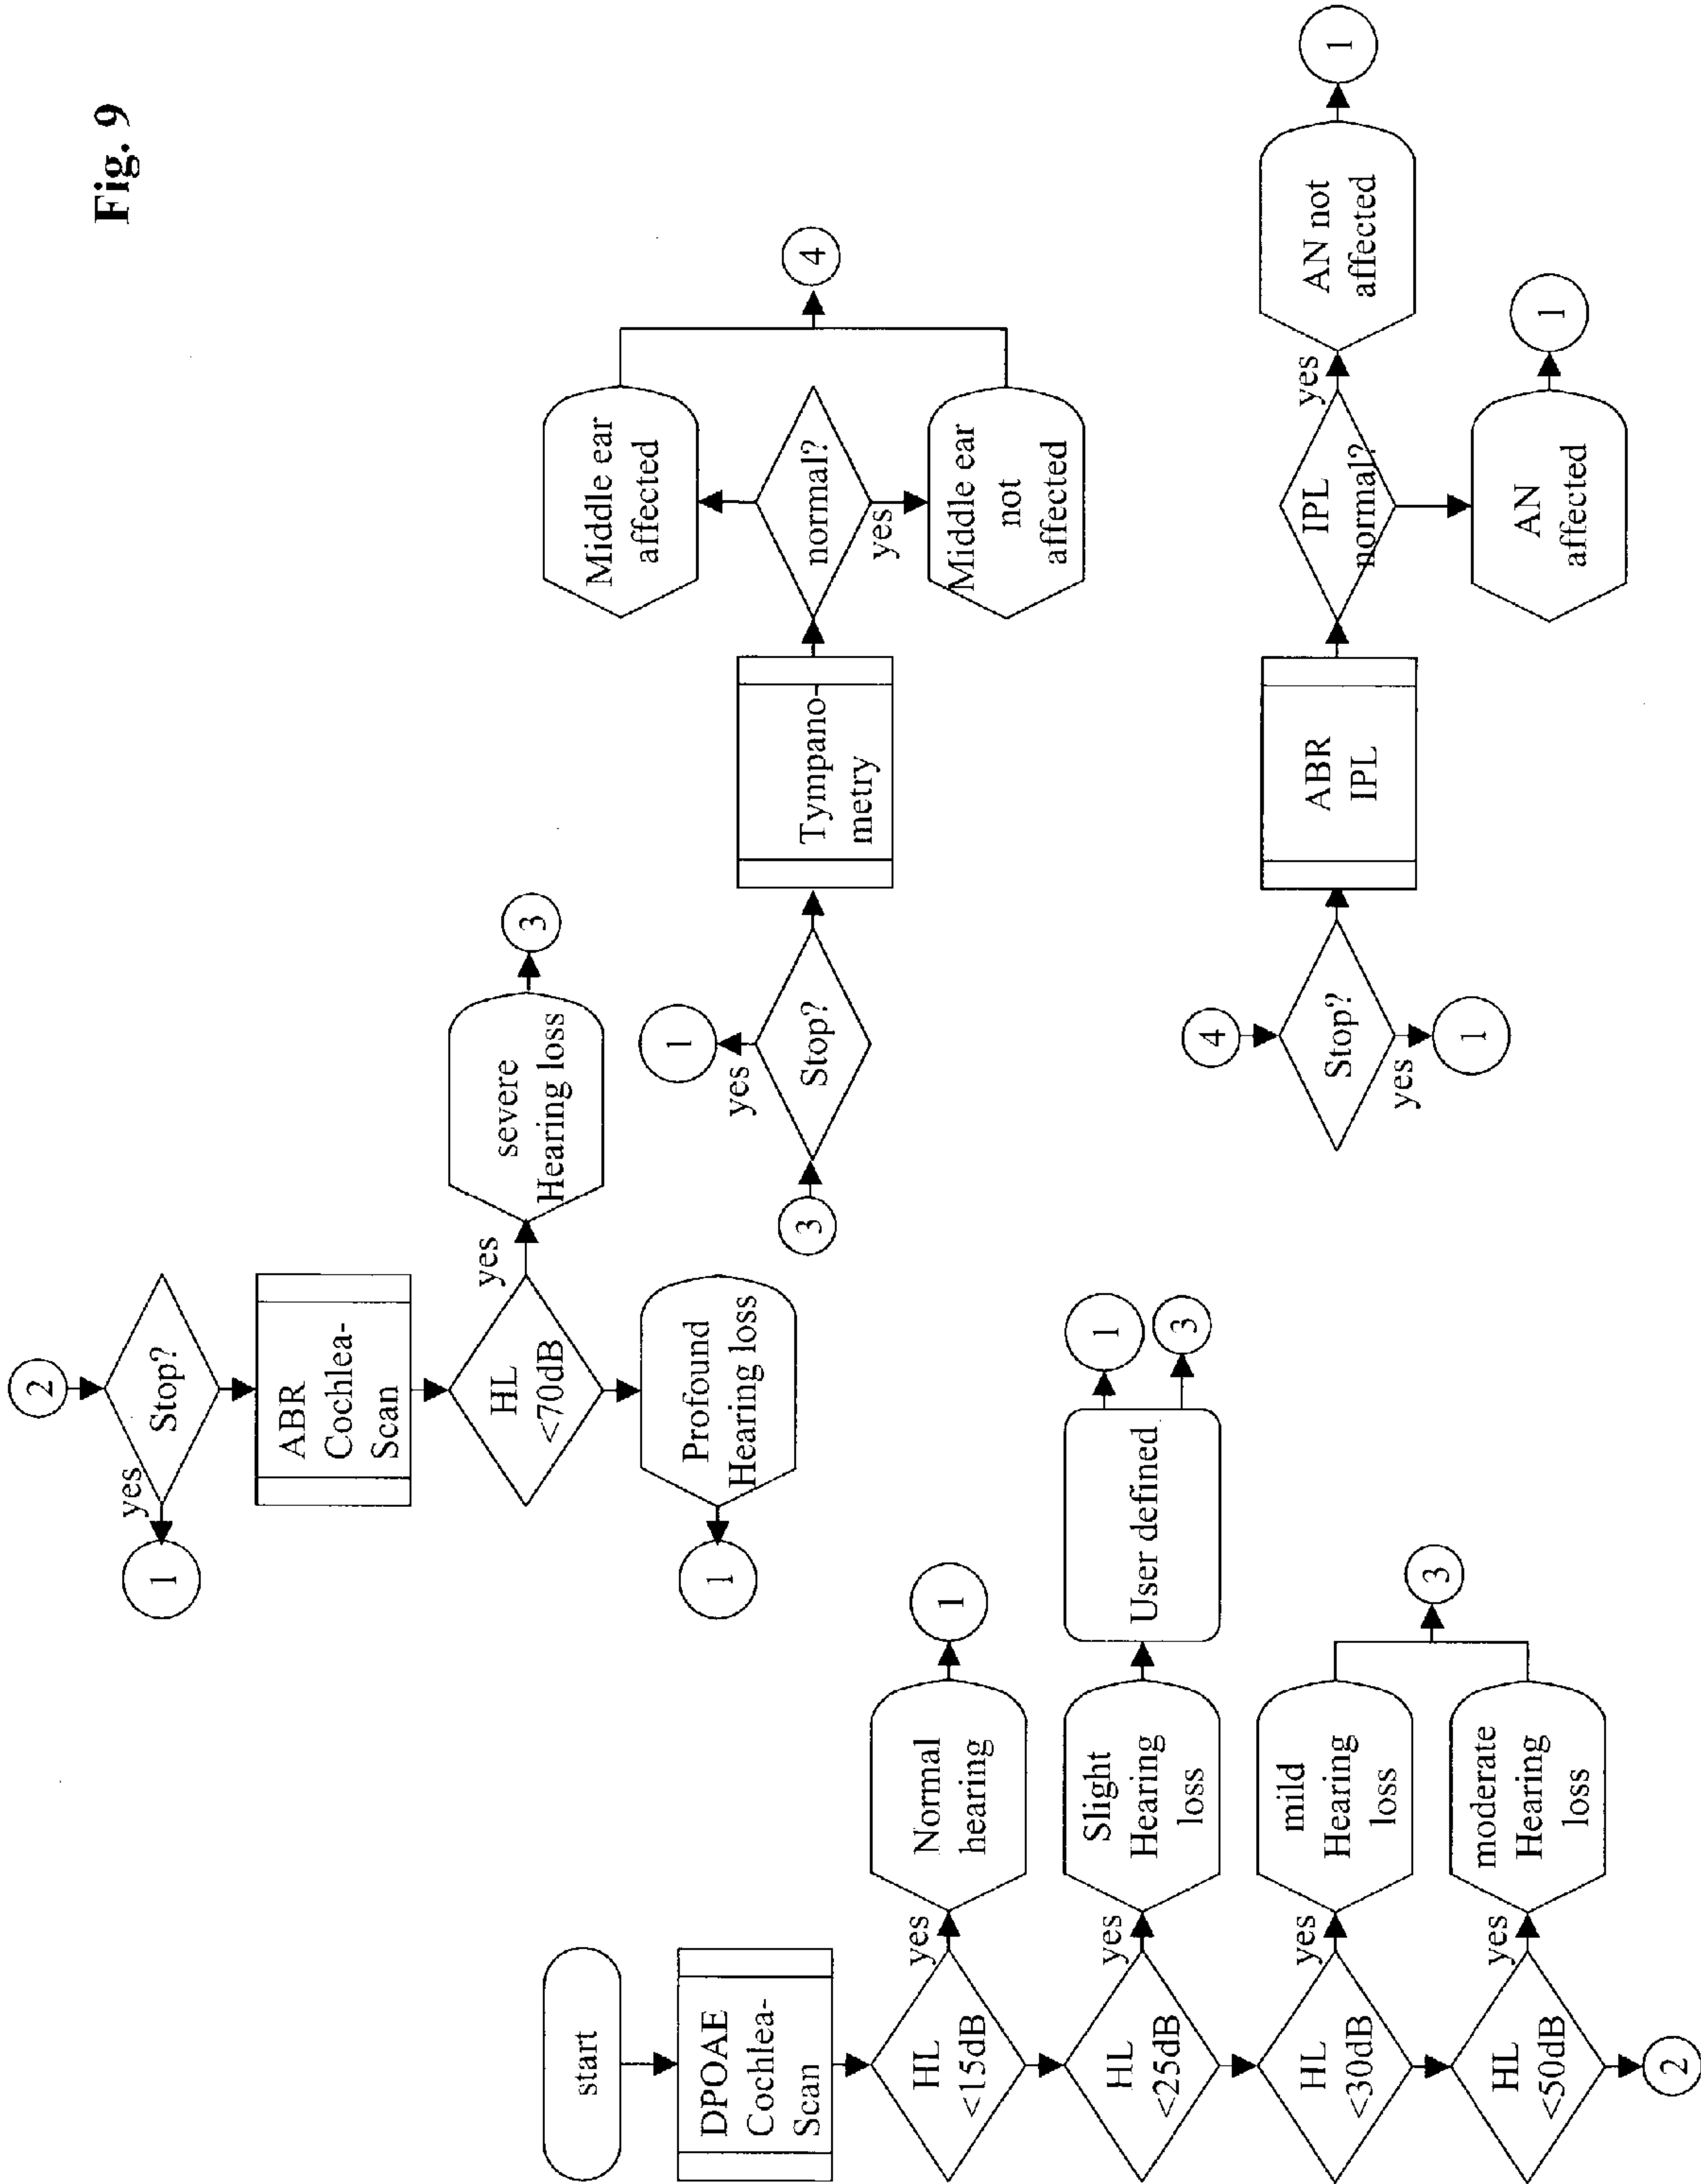 Fig. 9
start
DPOAE
Cochlea-
Scan
HL
<15dB
yes
Normal
hearing
1
HL
<25dB
yes
Slight
Hearing
loss
User defined
1
3
HL
<30dB
yes
mild
Hearing
loss
HL
<50dB
yes
moderate
Hearing
loss
3
2
2
Stop?
yes
1
ABR
Cochlea-
Scan
HL
<70dB
yes
severe
Hearing loss
3
Profound
Hearing loss
1
3
Stop?
yes
1
Tympano-
metry
normal?
yes
Middle ear
affected
Middle ear
not
affected
4
4
Stop?
yes
1
ABR
IPL
IPL
normal?
yes
AN not
affected
1
AN
affected
1